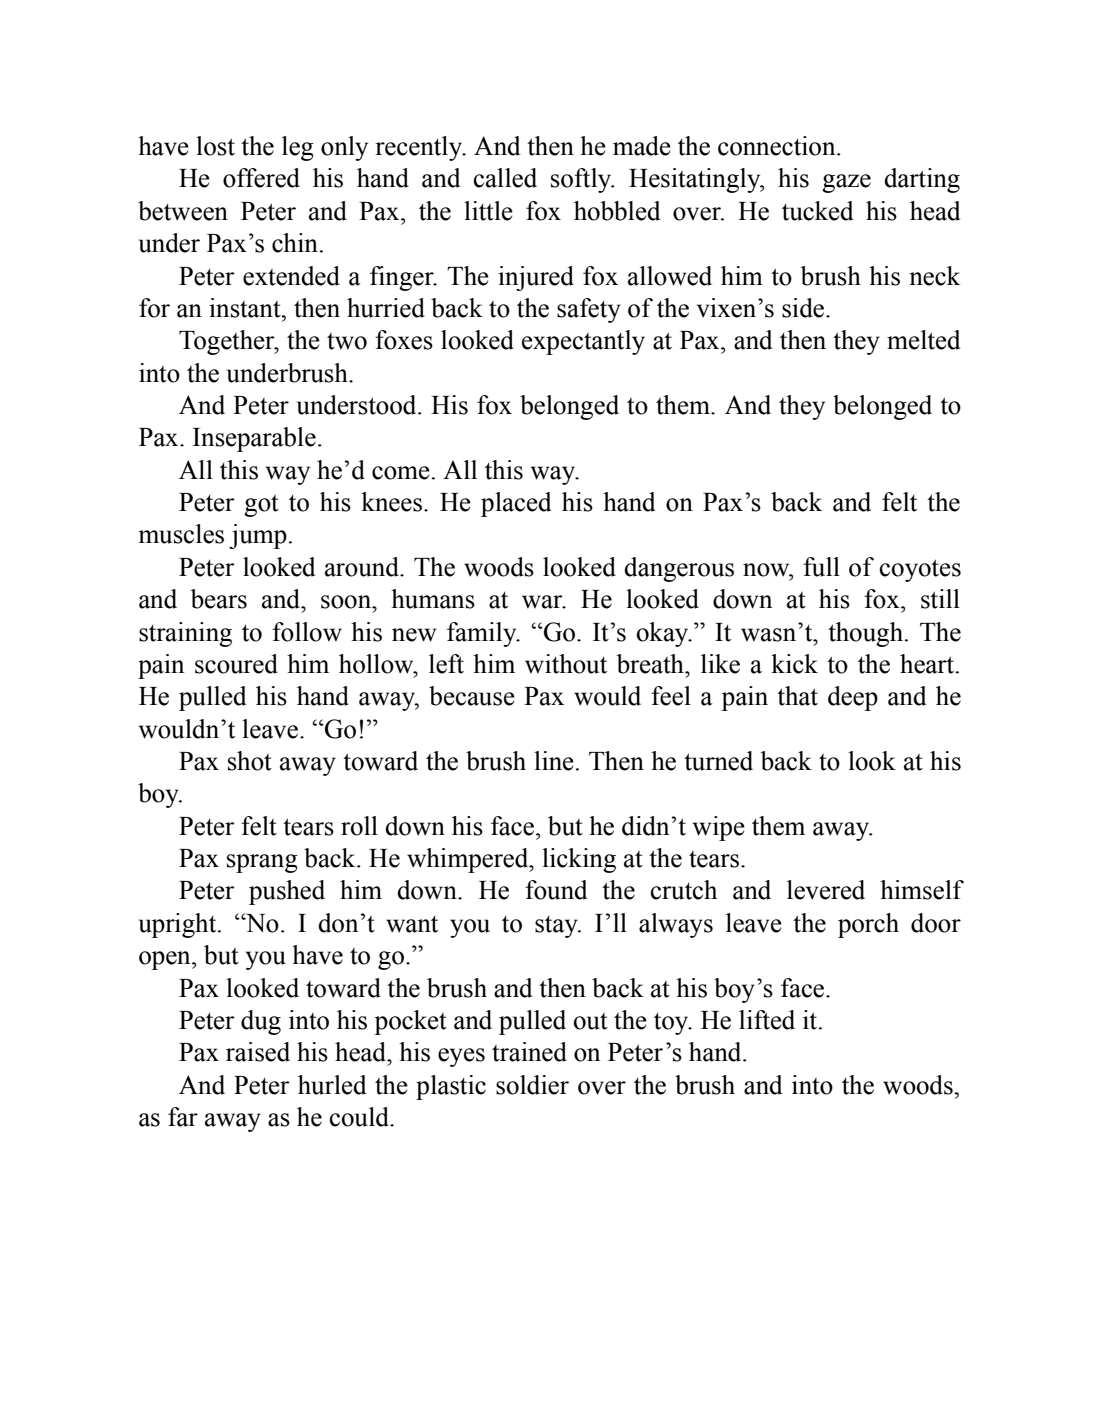 have lost the leg only recently. And then he made the connection.
He offered his hand and called softly. Hesitatingly, his gaze darting
between Peter and Pax, the little fox hobbled over. He tucked his head
under Pax’s chin.
Peter extended a finger. The injured fox allowed him to brush his neck
for an instant, then hurried back to the safety of the vixen’s side.
Together, the two foxes looked expectantly at Pax, and then they melted
into the underbrush.
And Peter understood. His fox belonged to them. And they belonged to
Pax. Inseparable.
All this way he’d come. All this way.
Peter got to his knees. He placed his hand on Pax’s back and felt the
muscles jump.
Peter looked around. The woods looked dangerous now, full of coyotes
and bears and, soon, humans at war. He looked down at his fox, still
straining to follow his new family. “Go. It’s okay.” It wasn’t, though. The
pain scoured him hollow, left him without breath, like a kick to the heart.
He pulled his hand away, because Pax would feel a pain that deep and he
wouldn’t leave. “Go!”
Pax shot away toward the brush line. Then he turned back to look at his
boy.
Peter felt tears roll down his face, but he didn’t wipe them away.
Pax sprang back. He whimpered, licking at the tears.
Peter pushed him down. He found the crutch and levered himself
upright. “No. I don’t want you to stay. I’ll always leave the porch door
open, but you have to go.”
Pax looked toward the brush and then back at his boy’s face.
Peter dug into his pocket and pulled out the toy. He lifted it.
Pax raised his head, his eyes trained on Peter’s hand.
And Peter hurled the plastic soldier over the brush and into the woods,
as far away as he could.